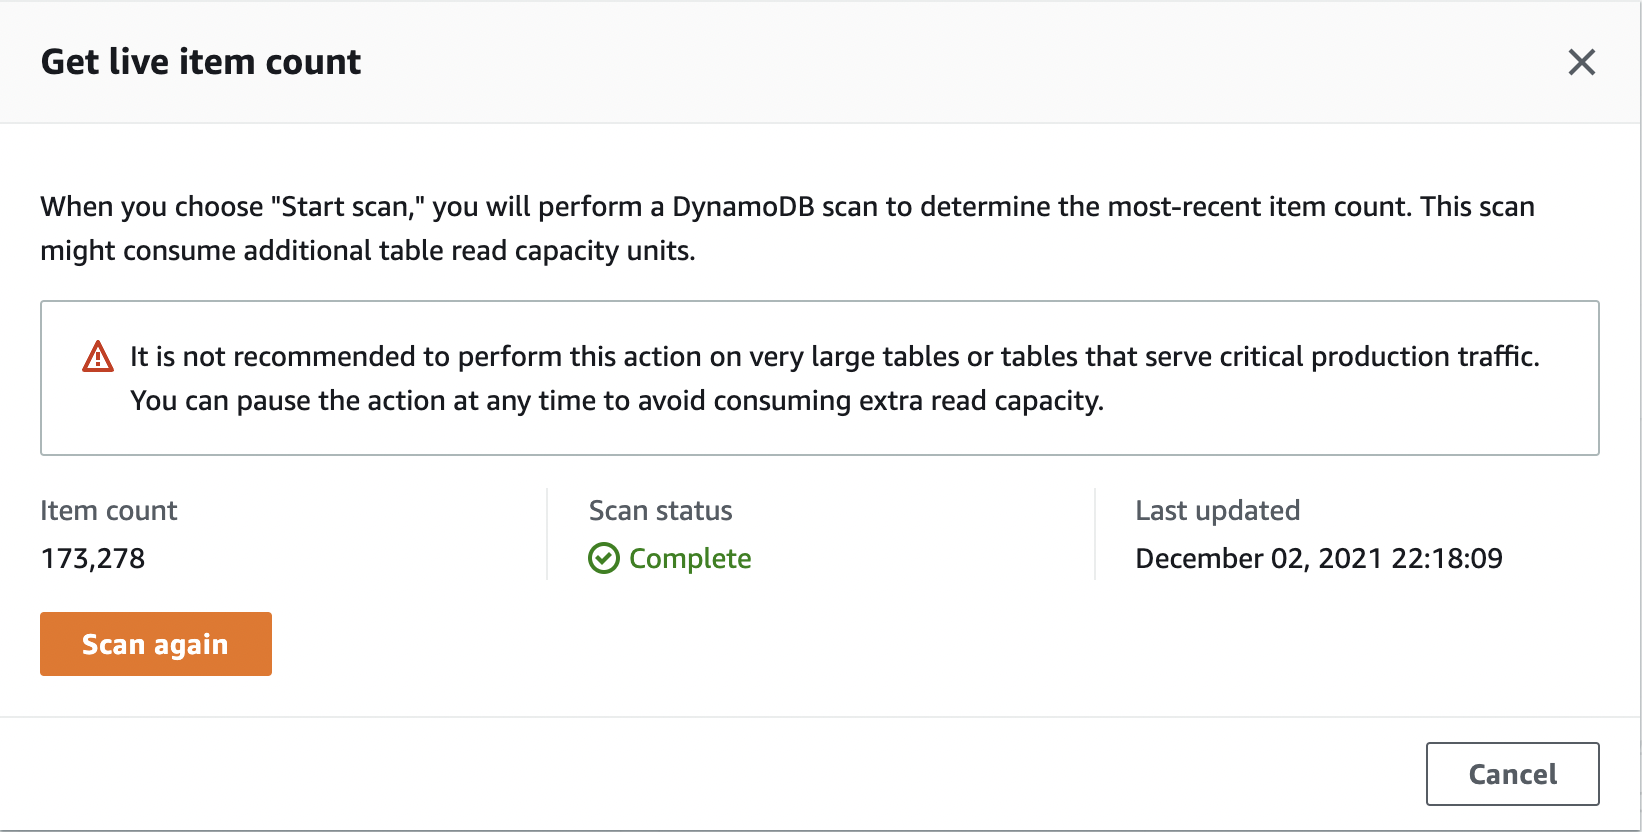 Get live item count
When you choose "Start scan," you will perform a DynamoDB scan to determine the most-recent item count. This scan
might consume additional table read capacity units.
It is not recommended to perform this action on very large tables or tables that serve critical production traffic.
You can pause the action at any time to avoid consuming extra read capacity.
Item count
173,278
Scan status
Complete
Last updated
December 02, 2021 22:18:09
Scan again
Cancel